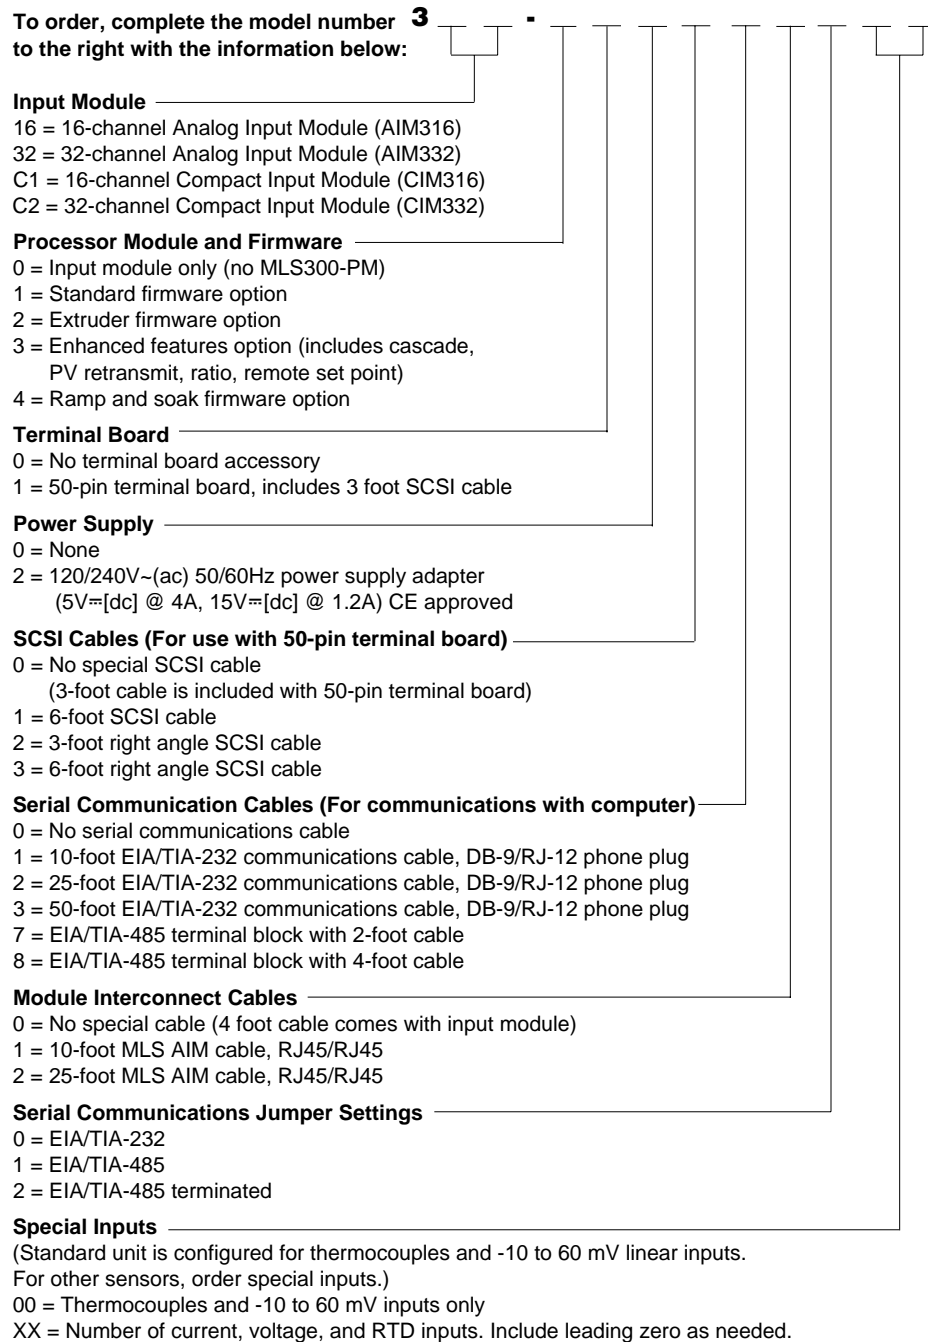 To order, complete the model number 3 __ __ - __ __ __ __ __ __ __ __ __
to the right with the information below:
Input Module
16 = 16-channel Analog Input Module (AIM316)
32 = 32-channel Analog Input Module (AIM332)
C1 = 16-channel Compact Input Module (CIM316)
C2 = 32-channel Compact Input Module (CIM332)
Processor Module and Firmware
0 = Input module only (no MLS300-PM)
1 = Standard firmware option
2 = Extruder firmware option
3 = Enhanced features option (includes cascade,
PV retransmit, ratio, remote set point)
4 = Ramp and soak firmware option
Terminal Board
0 = No terminal board accessory
1 = 50-pin terminal board, includes 3 foot SCSI cable
Power Supply
0 = None
2 = 120/240V~(ac) 50/60Hz power supply adapter
(5V⎓[dc] @ 4A, 15V⎓[dc] @ 1.2A) CE approved
SCSI Cables (For use with 50-pin terminal board)
0 = No special SCSI cable
(3-foot cable is included with 50-pin terminal board)
1 = 6-foot SCSI cable
2 = 3-foot right angle SCSI cable
3 = 6-foot right angle SCSI cable
Serial Communication Cables (For communications with computer)
0 = No serial communications cable
1 = 10-foot EIA/TIA-232 communications cable, DB-9/RJ-12 phone plug
2 = 25-foot EIA/TIA-232 communications cable, DB-9/RJ-12 phone plug
3 = 50-foot EIA/TIA-232 communications cable, DB-9/RJ-12 phone plug
7 = EIA/TIA-485 terminal block with 2-foot cable
8 = EIA/TIA-485 terminal block with 4-foot cable
Module Interconnect Cables
0 = No special cable (4 foot cable comes with input module)
1 = 10-foot MLS AIM cable, RJ45/RJ45
2 = 25-foot MLS AIM cable, RJ45/RJ45
Serial Communications Jumper Settings
0 = EIA/TIA-232
1 = EIA/TIA-485
2 = EIA/TIA-485 terminated
Special Inputs
(Standard unit is configured for thermocouples and -10 to 60 mV linear inputs.
For other sensors, order special inputs.)
00 = Thermocouples and -10 to 60 mV inputs only
XX = Number of current, voltage, and RTD inputs. Include leading zero as needed.